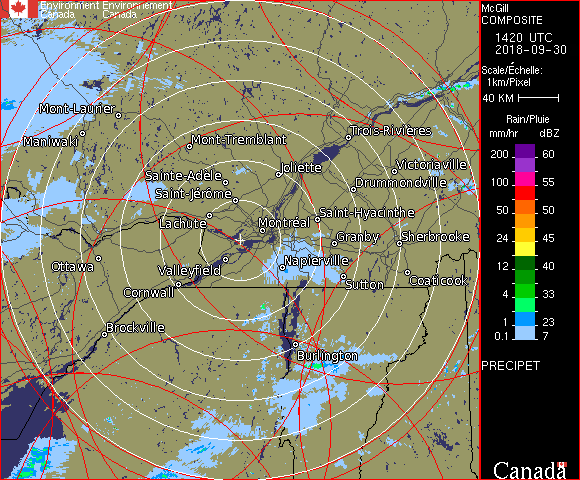 Environment Environnement
Canada Canada
McGill
COMPOSITE
1420 UTC
2018-09-30
Scale/Échelle:
1km/Pixel
40 KM
Rain/Pluie
mm/hr dBZ
200 60
150 60
100 55
50 50
24 45
12 40
4 33
1 23
0.1 7
PRECIPET
Canada
Mont-Laurier
Maniwaki
Mont-Tremblant
Trois-Rivières
Sainte-Adèle
Joliette
Victoriaville
Saint-Jérôme
Drummondville
Lachute
Montréal
Saint-Hyacinthe
Granby
Sherbrooke
Ottawa
Valleyfield
Napierville
Cornwall
Sutton
Coaticook
Brockville
Burlington